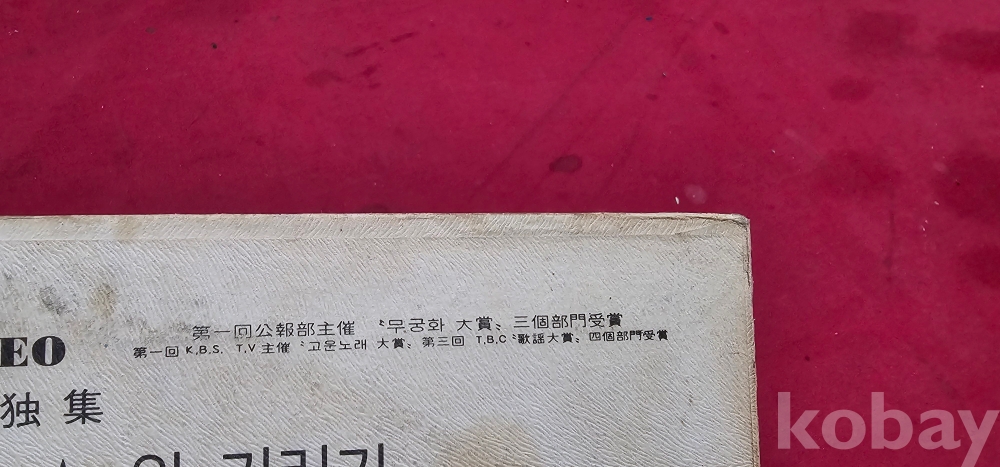 第一回公報部主催 〝무궁화 大賞〟三個部門受賞
第一回 K,B,S. T,V 主催 〝고운노래 大賞〟第三回 T,B,C 〝歌謡大賞〟四個部門受賞
EO
独 集
kobay